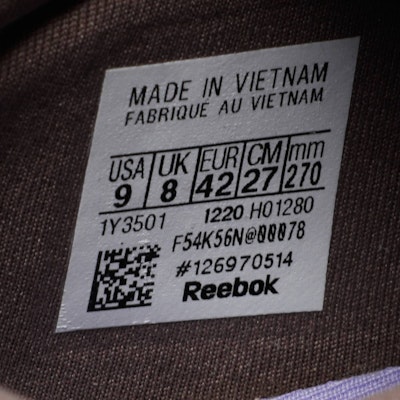 MADE IN VIETNAM
FABRIQUE AU VIETNAM
USA UK EUR CM mm
9 8 42 27 270
1Y3501 1220 H01280
F54K56N@00078
#126970514
Reebok